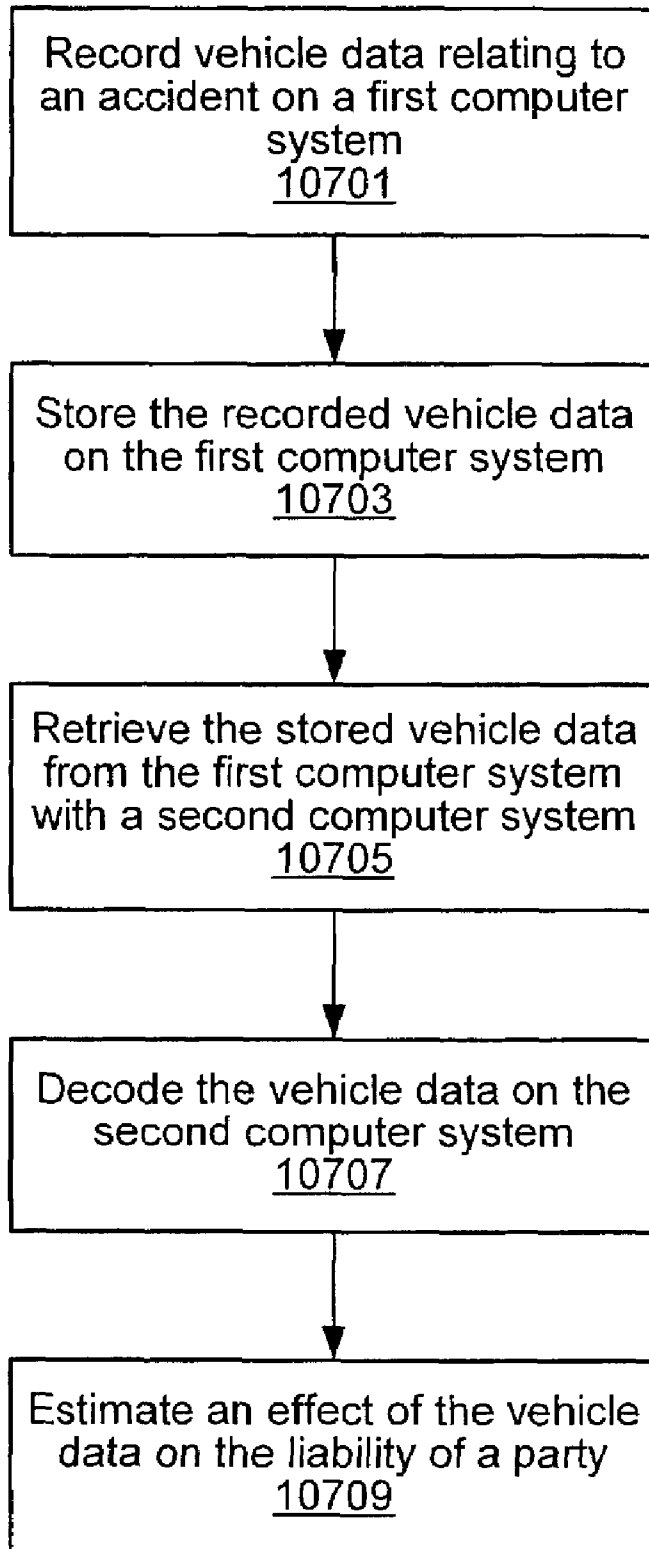 Record vehicle data relating to
an accident on a first computer
system
10701
Store the recorded vehicle data
on the first computer system
10703
Retrieve the stored vehicle data
from the first computer system
with a second computer system
10705
Decode the vehicle data on the
second computer system
10707
Estimate an effect of the vehicle
data on the liability of a party
10709